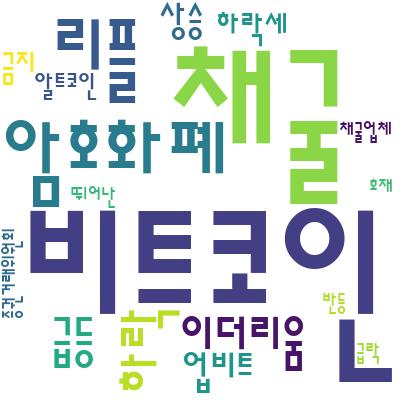 상승
하락세
리플
채굴
금지
알트코인
암호화폐
채굴업체
뛰어난
호재
비트코인
증권거래위원회
반등
급등
하락
이더리움
급락
업비트